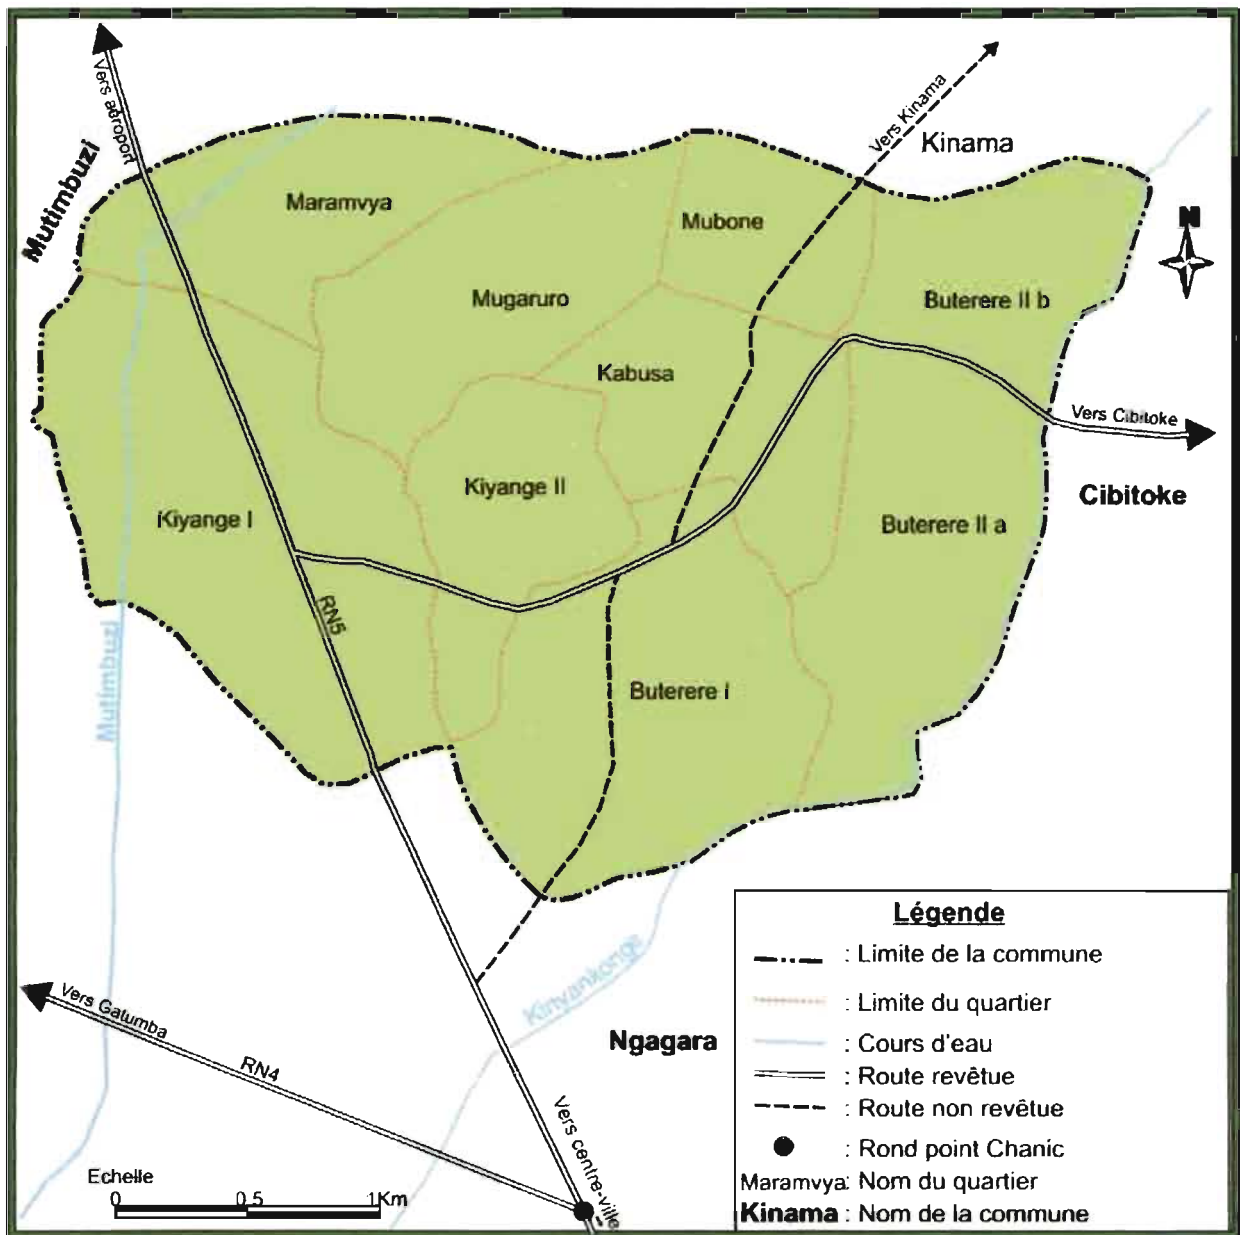 Vers aéroport
Mutimbuzi
Vers Kinama
Kinama
N
Maramvya
Mubone
Mugaruro
Buterere II b
Kabusa
Vers Cibitoke
Cibitoke
Kiyange I
Kiyange II
Buterere II a
RN5
Mutimbuzi
Buterere I
Kinyankonge
Ngagara
Vers Gatumba
RN4
Vers centre-ville
Echelle
0 0,5 1Km
Légende
: Limite de la commune
: Limite du quartier
: Cours d'eau
: Route revêtue
: Route non revêtue
: Rond point Chanic
Maramvya: Nom du quartier
Kinama : Nom de la commune